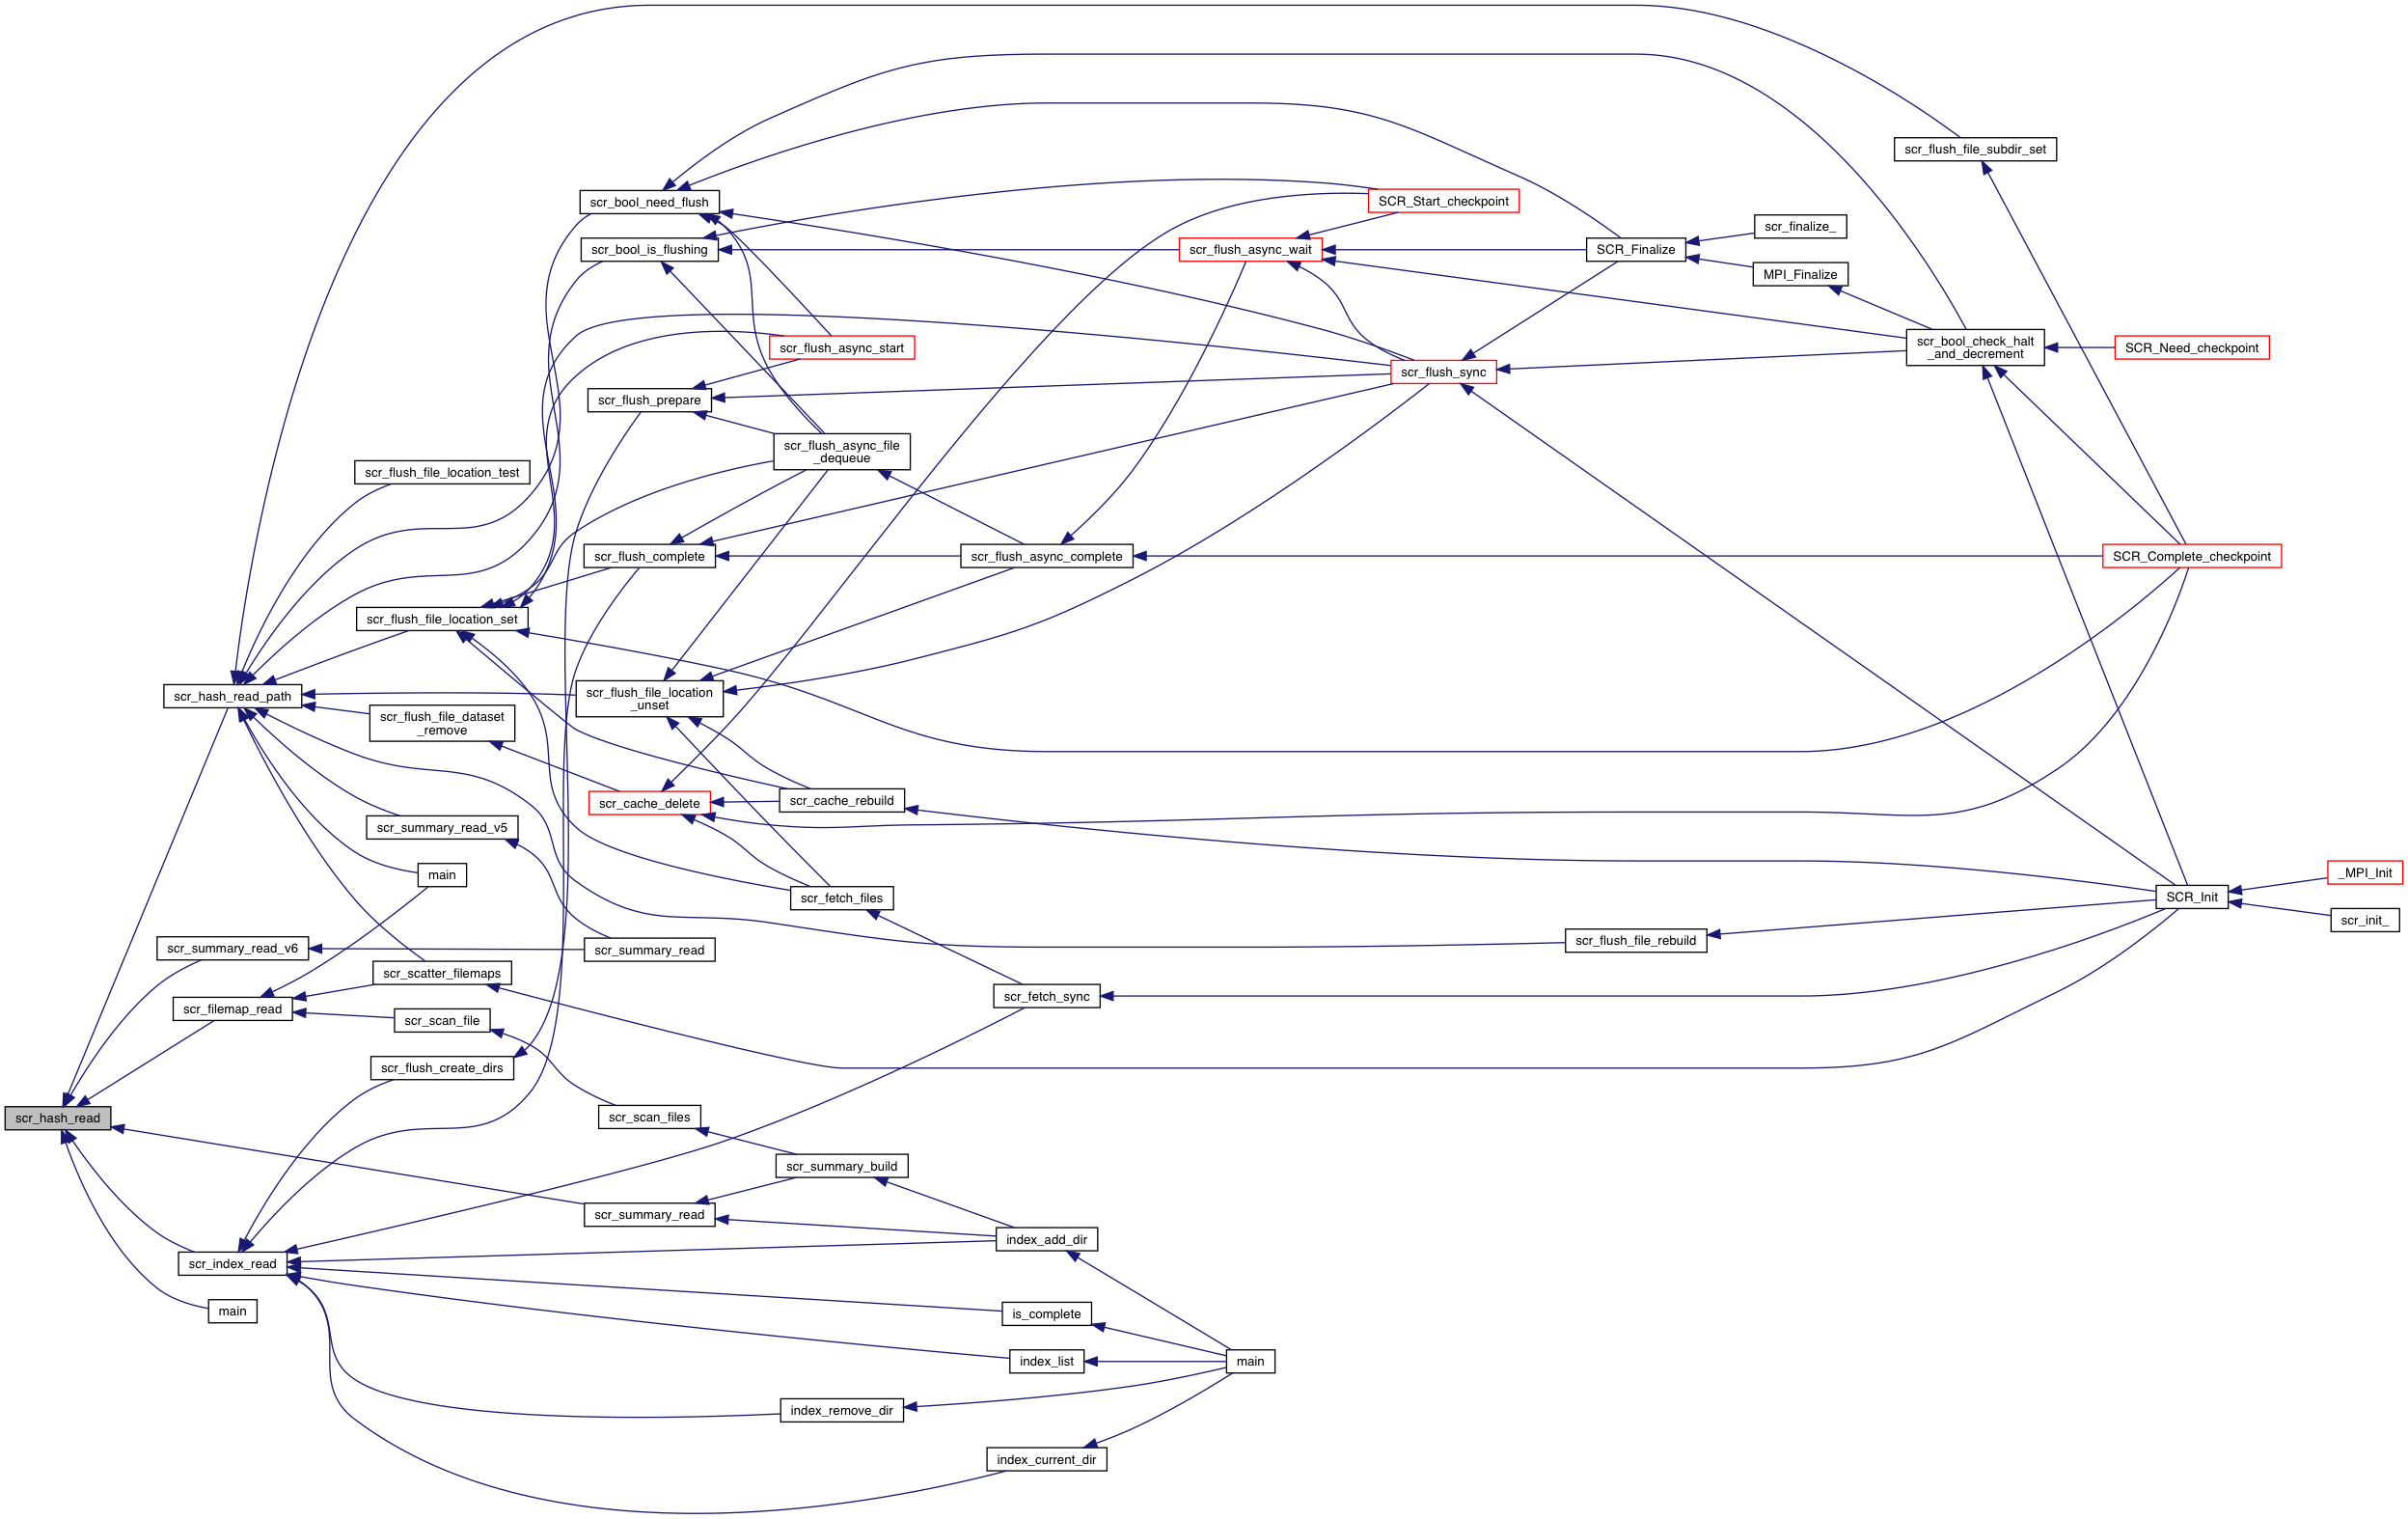 scr_flush_file_subdir_set
scr_bool_need_flush
SCR_Start_checkpoint
scr_finalize_
scr_bool_is_flushing
scr_flush_async_wait
SCR_Finalize
MPI_Finalize
scr_flush_async_start
scr_bool_check_halt
_and_decrement
SCR_Need_checkpoint
scr_flush_sync
scr_flush_prepare
scr_flush_async_file
_dequeue
scr_flush_file_location_test
scr_flush_complete
scr_flush_async_complete
SCR_Complete_checkpoint
scr_flush_file_location_set
scr_hash_read_path
scr_flush_file_location
_unset
scr_flush_file_dataset
_remove
scr_cache_delete
scr_cache_rebuild
scr_summary_read_v5
main
scr_fetch_files
SCR_Init
_MPI_Init
scr_init_
scr_summary_read_v6
scr_summary_read
scr_flush_file_rebuild
scr_scatter_filemaps
scr_fetch_sync
scr_filemap_read
scr_scan_file
scr_flush_create_dirs
scr_hash_read
scr_scan_files
scr_summary_build
scr_summary_read
index_add_dir
scr_index_read
main
is_complete
index_list
main
index_remove_dir
index_current_dir